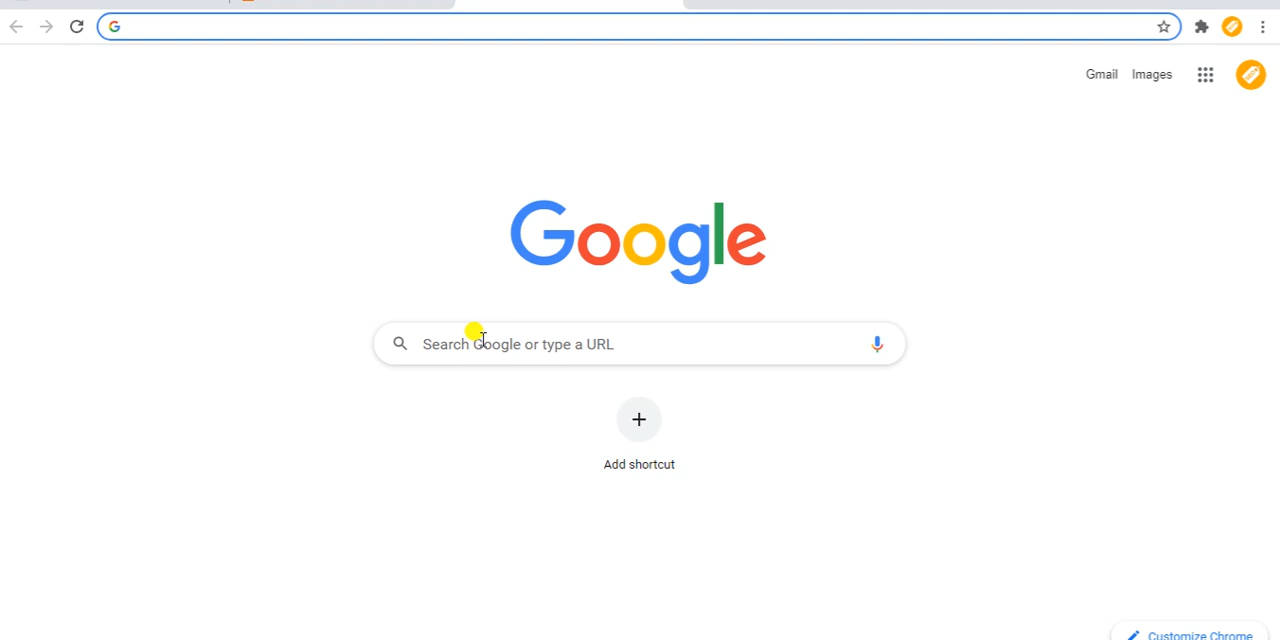 Gmail Images
Google
Search Google or type a URL
Add shortcut
Customize Chrome